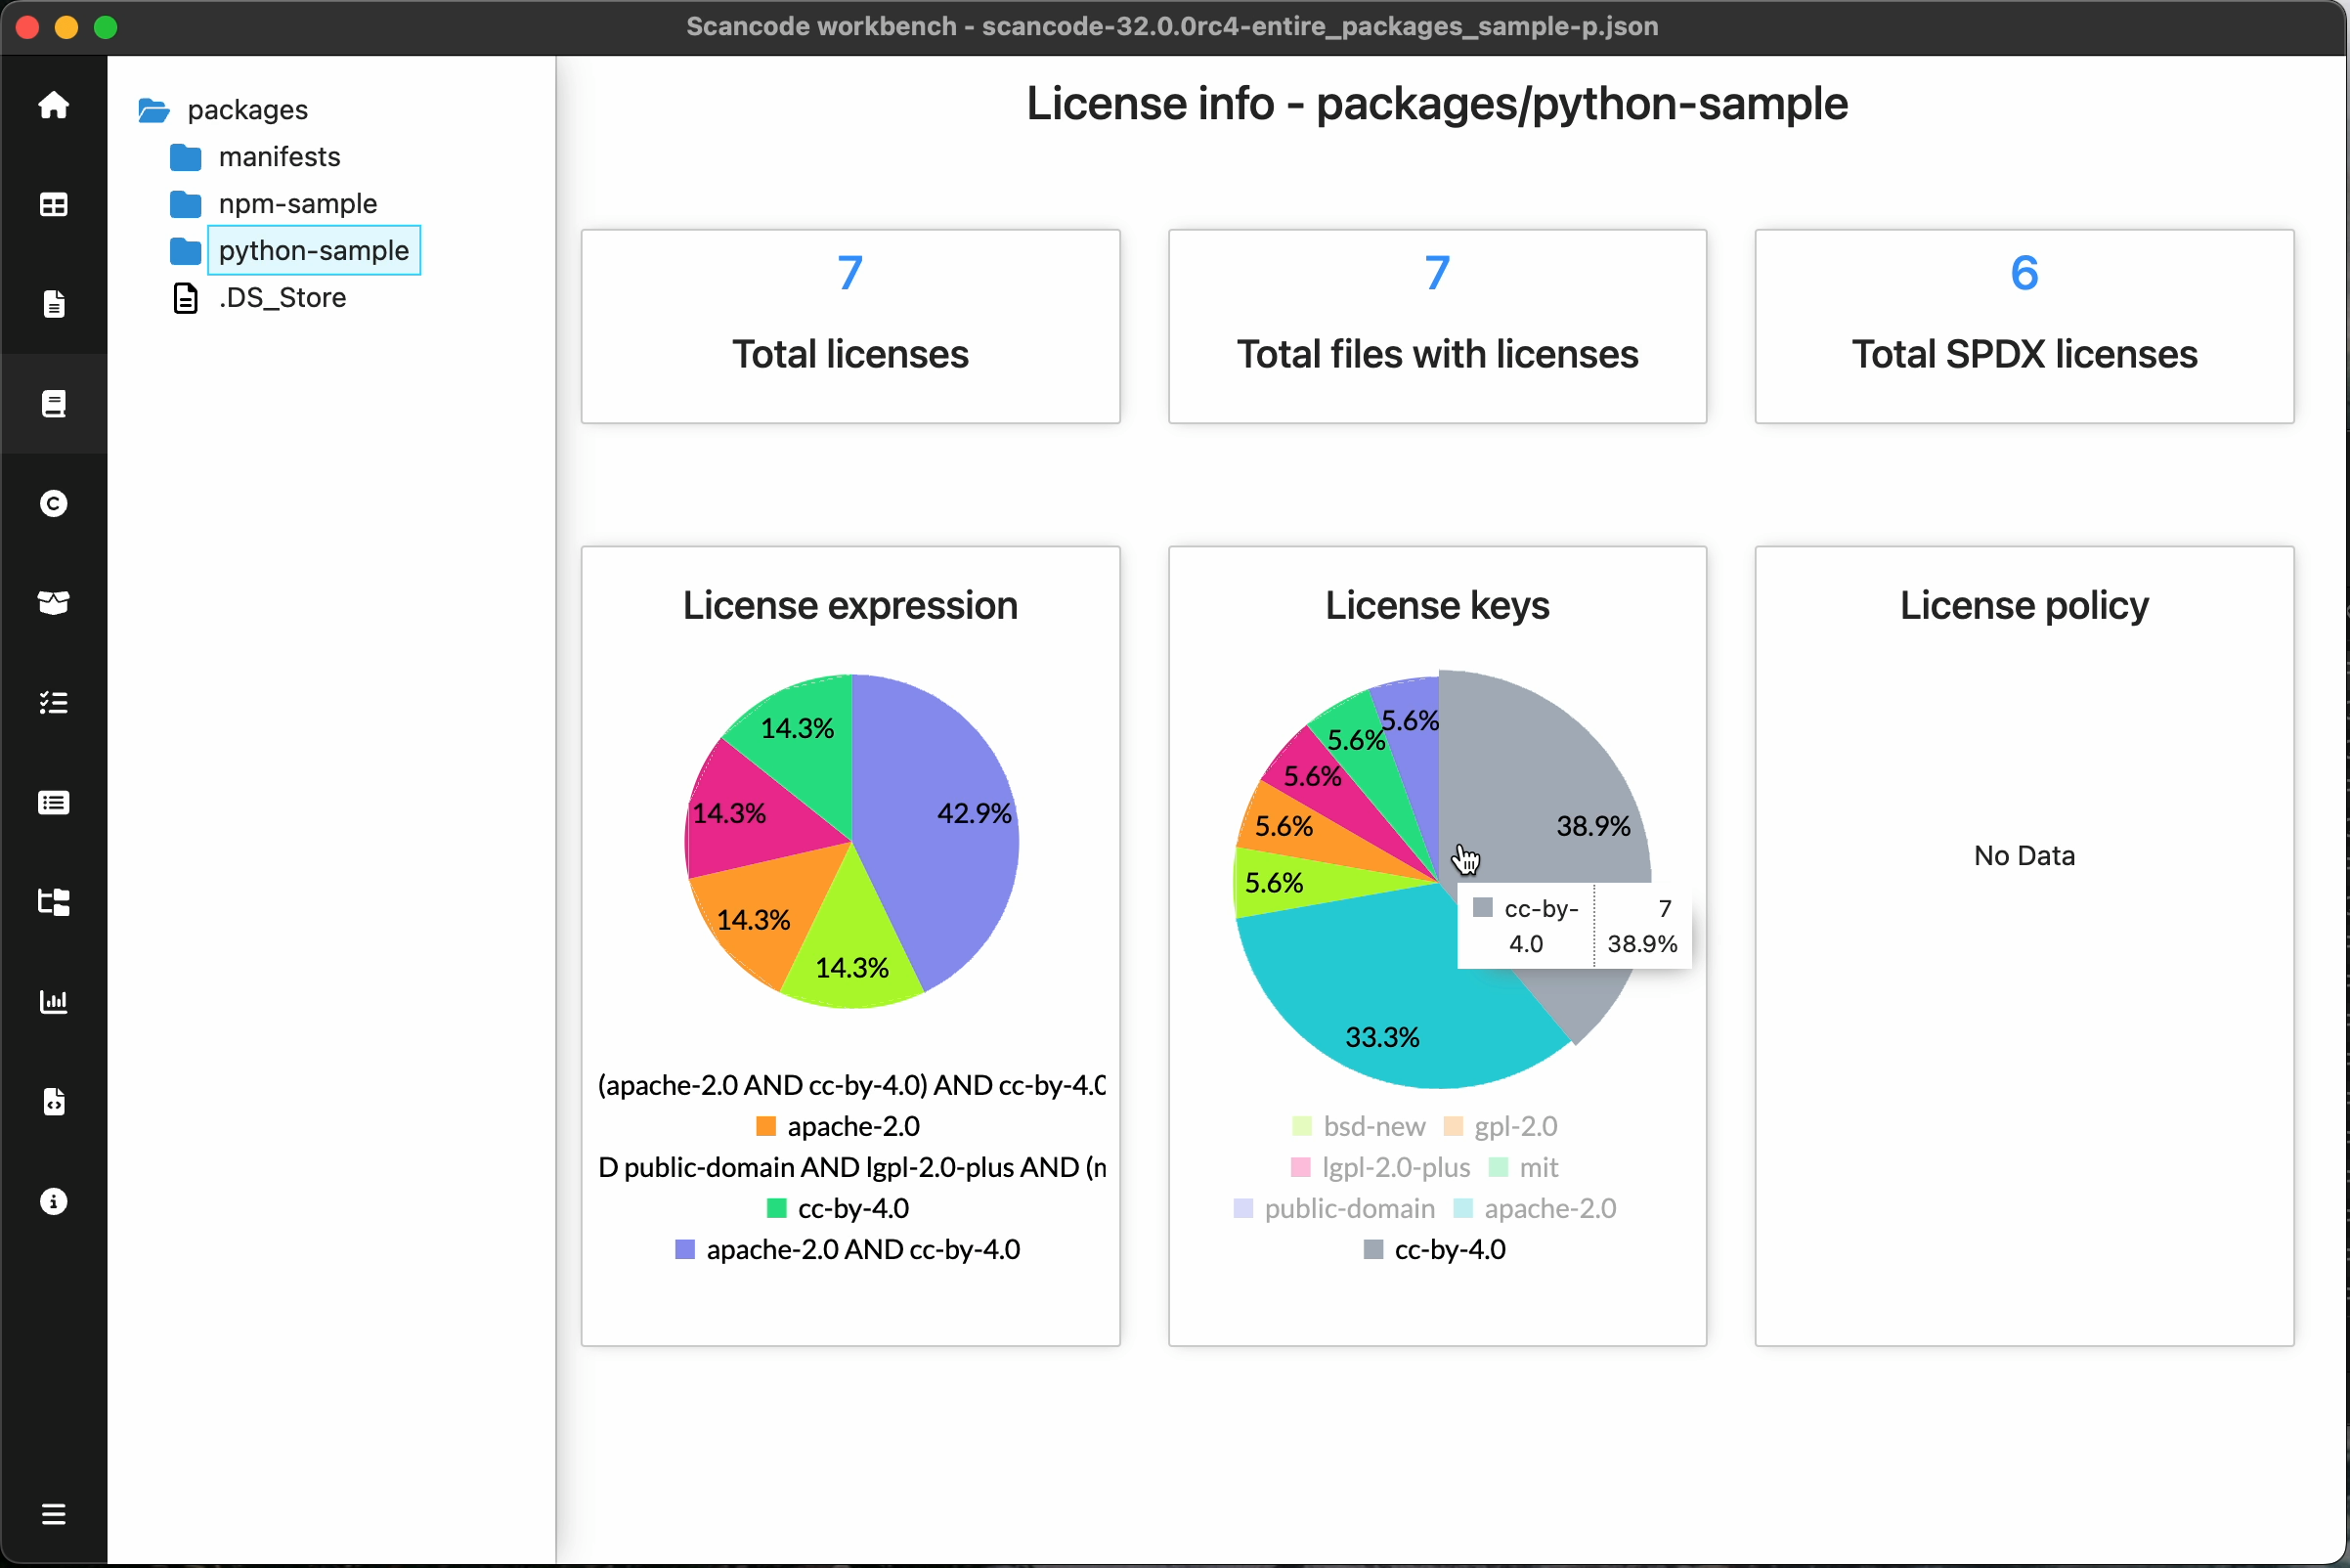 Scancode workbench - scancode-32.0.0rc4-entire_packages_sample-p.json
packages
manifests
npm-sample
python-sample
.DS_Store
License info - packages/python-sample
7
Total licenses
7
Total files with licenses
6
Total SPDX licenses
License expression
14.3%
42.9%
14.3%
14.3%
14.3%
(apache-2.0 AND cc-by-4.0) AND cc-by-4.0
apache-2.0
D public-domain AND lgpl-2.0-plus AND (m
cc-by-4.0
apache-2.0 AND cc-by-4.0
License keys
5.6%
5.6%
5.6%
5.6%
5.6%
38.9%
33.3%
cc-by-4.0
7
38.9%
bsd-new gpl-2.0
lgpl-2.0-plus mit
public-domain apache-2.0
cc-by-4.0
License policy
No Data